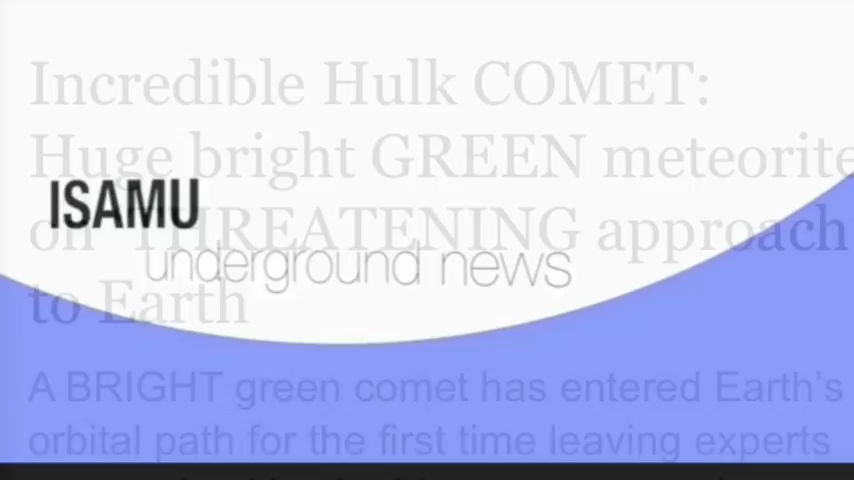 Incredible Hulk COMET:
Huge bright GREEN meteorite
ISAMU
on 'THREATENING approach
underground news
to Earth
A BRIGHT green comet has entered Earth's
orbital path for the first time leaving experts